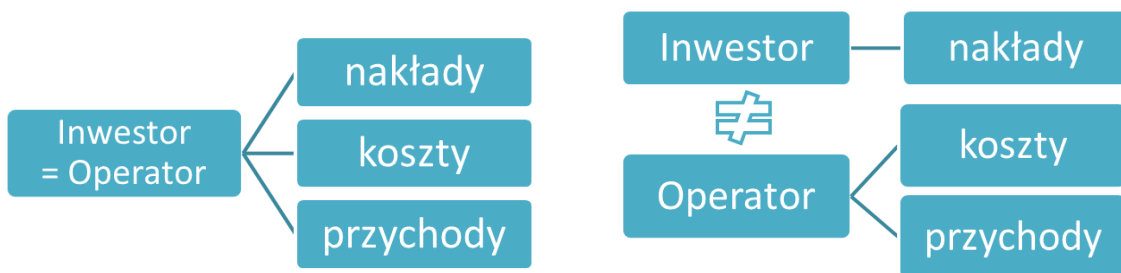 Inwestor
= Operator
nakłady
koszty
przychody
Inwestor
nakłady
≠
Operator
koszty
przychody